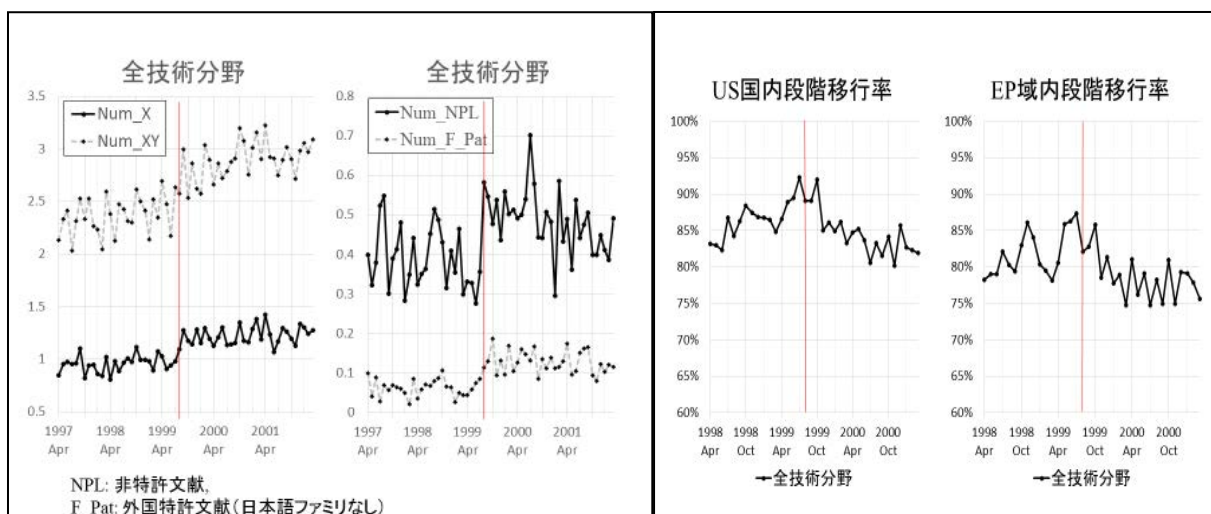 全技術分野
3.5
3
2.5
2
1.5
1
0.5
Num_X
Num_XY
1997 1998 1999 2000 2001
Apr Apr Apr Apr Apr
全技術分野
0.8
0.7
0.6
0.5
0.4
0.3
0.2
0.1
0
Num_NPL
Num_F_Pat
1997 1998 1999 2000 2001
Apr Apr Apr Apr Apr
NPL: 非特許文献,
F_Pat: 外国特許文献(日本語ファミリなし)
US国内段階移行率
100%
95%
90%
85%
80%
75%
70%
65%
60%
1998 1998 1999 1999 2000 2000
Apr Oct Apr Oct Apr Oct
全技術分野
EP域内段階移行率
100%
95%
90%
85%
80%
75%
70%
65%
60%
1998 1998 1999 1999 2000 2000
Apr Oct Apr Oct Apr Oct
全技術分野